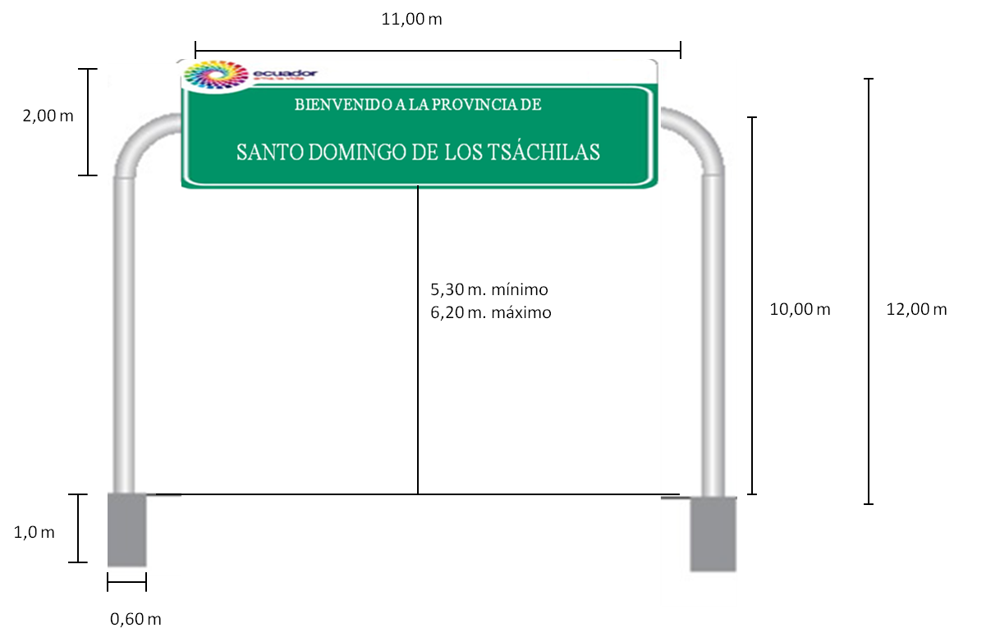 11,00 m
ecuador
2,00 m
BIENVENIDO A LA PROVINCIA DE
SANTO DOMINGO DE LOS TSÁCHILAS
5,30 m. mínimo
6,20 m. máximo
10,00 m
12,00 m
1,0 m
0,60 m